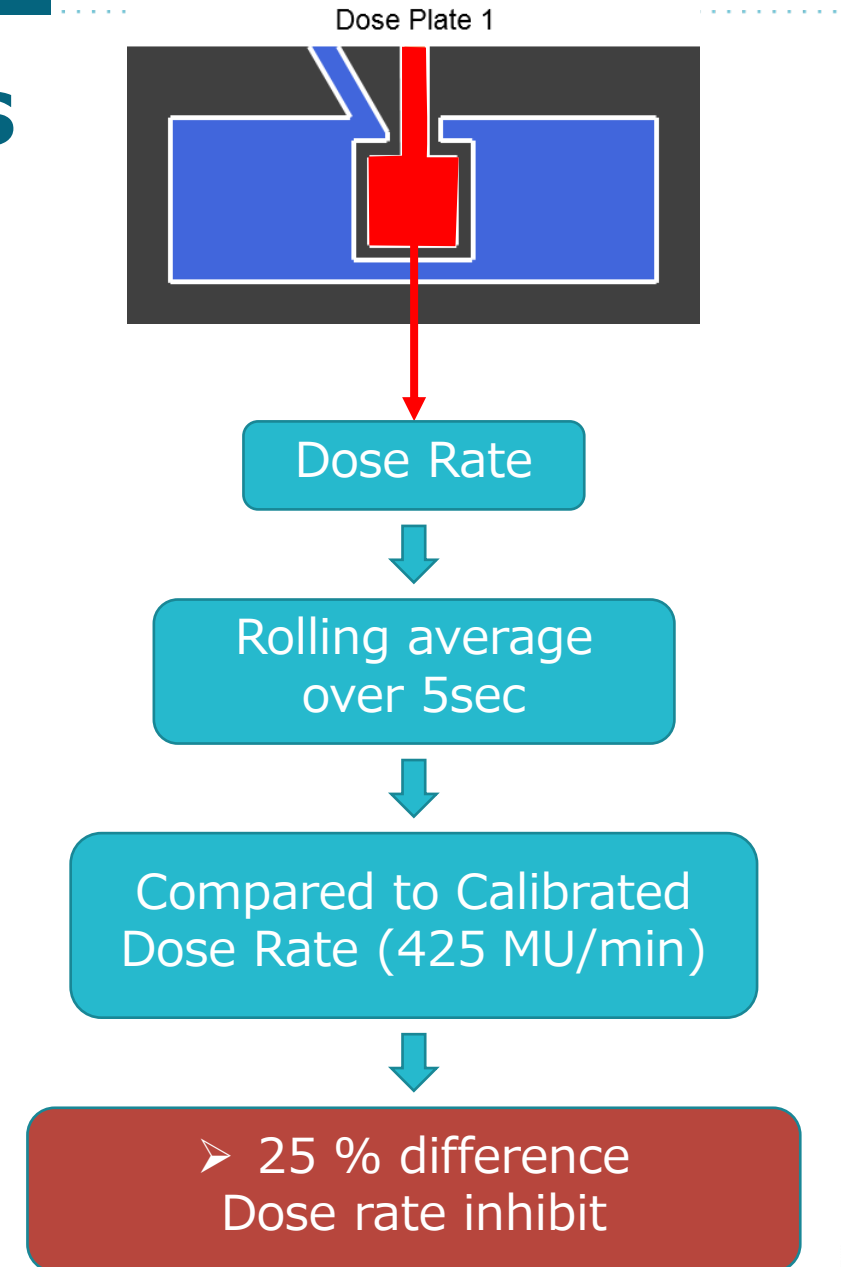 Dose Plate 1
s
Dose Rate
Rolling average
over 5sec
Compared to Calibrated
Dose Rate (425 MU/min)
➢ 25 % difference
Dose rate inhibit